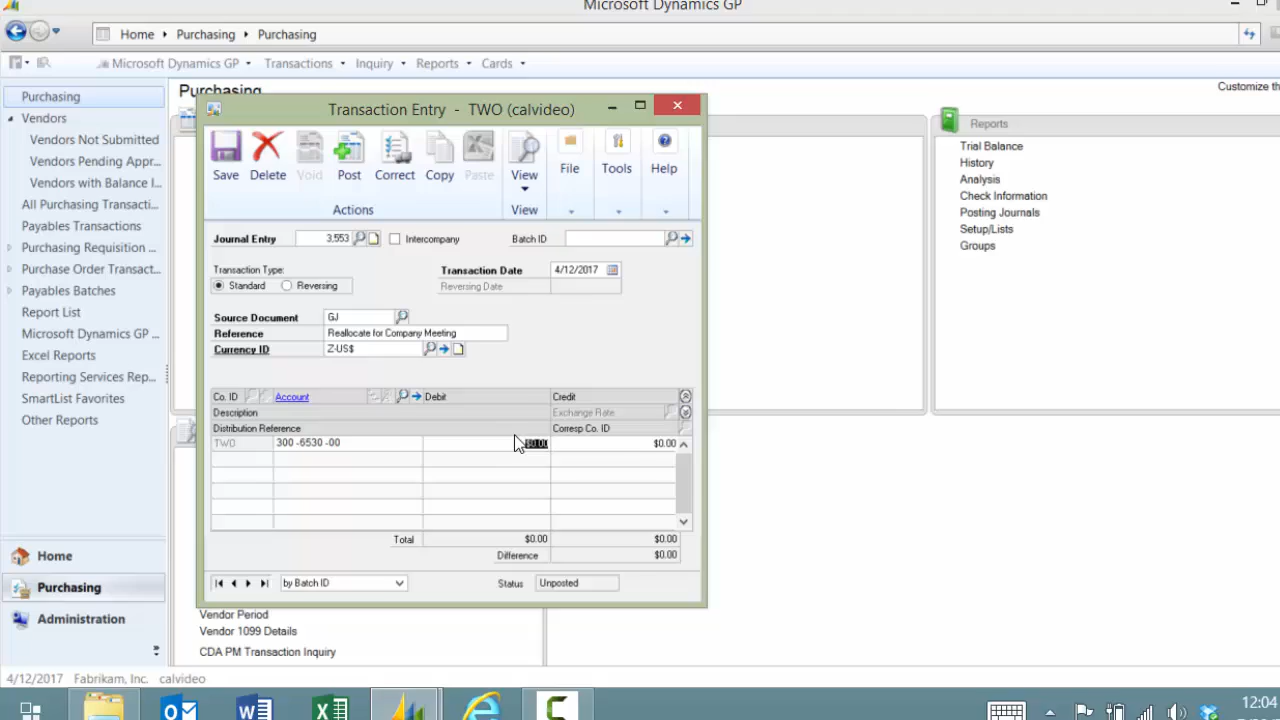 Microsoft Dynamics GP
Home Purchasing Purchasing
Microsoft Dynamics GP Transactions Inquiry Reports Cards
Customize th
Purchasing
Purchasing
Vendors
Vendors Not Submitted
Vendors Pending Appr...
Vendors with Balance I...
All Purchasing Transacti...
Payables Transactions
Purchasing Requisition ...
Purchase Order Transact...
Payables Batches
Report List
Microsoft Dynamics GP ...
Excel Reports
Reporting Services Rep...
SmartList Favorites
Other Reports
Home
Purchasing
Administration
Transaction Entry - TWO (calvideo)
Save Delete Void Post Correct Copy Paste View File Tools Help
Actions View
Journal Entry 3,553 Intercompany Batch ID
Transaction Type: Transaction Date 4/12/2017
Standard Reversing Reversing Date
Source Document GJ
Reference Reallocate for Company Meeting
Currency ID Z-US$
Co. ID Account Debit Credit
Description Exchange Rate
Distribution Reference Corresp Co. ID
TWO 300 -6530 -00 $0.00 $0.00
Total $0.00 $0.00
Difference $0.00
by Batch ID Status Unposted
Vendor Period
Vendor 1099 Details
CDA PM Transaction Inquiry
Reports
Trial Balance
History
Analysis
Check Information
Posting Journals
Setup/Lists
Groups
4/12/2017 Fabrikam, Inc. calvideo
12:04